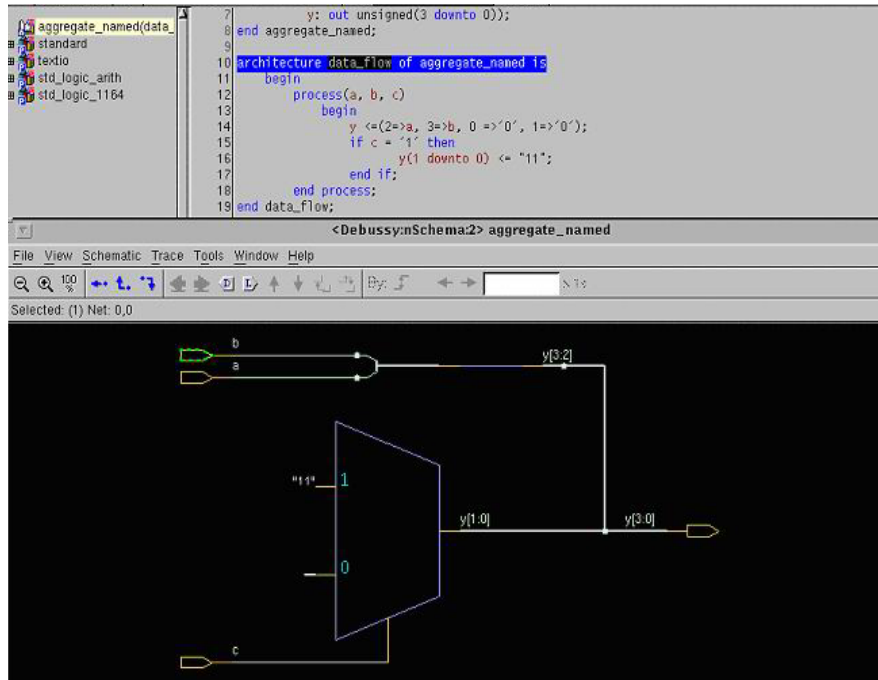 aggregate_named(data_
standard
textio
std_logic_arith
std_logic_1164
7 y: out unsigned(3 downto 0));
8 end aggregate_named;
9
10 architecture data_flow of aggregate_named is
11 begin
12 process(a, b, c)
13 begin
14 y <=(2=>a, 3=>b, 0 =>'0', 1=>'0');
15 if c = '1' then
16 y(1 downto 0) <= "11";
17 end if;
18 end process;
19 end data_flow;
<Debussy:nSchema:2> aggregate_named
File View Schematic Trace Tools Window Help
100 % D L By:
Selected: (1) Net: 0,0
b
a
y[3:2]
"11" 1
y[1:0] y[3:0]
0
c